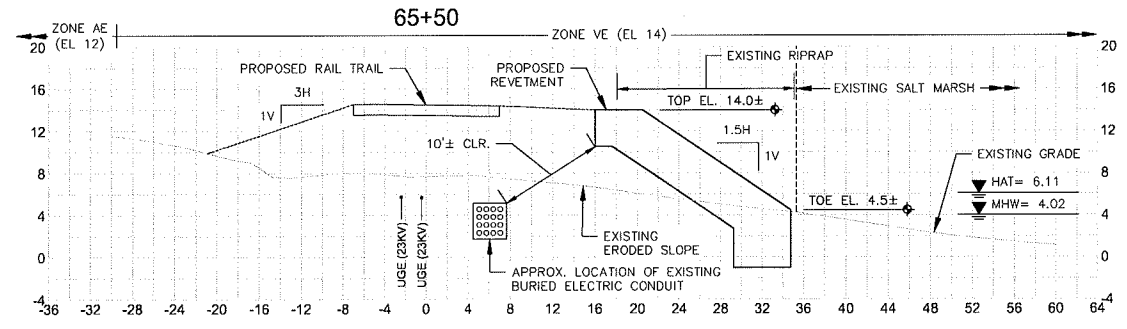 65+50
ZONE AE
(EL 12)
ZONE VE (EL 14)
20
20
EXISTING RIPRAP
PROPOSED RAIL TRAIL
PROPOSED
REVETMENT
EXISTING SALT MARSH
16
16
3H
1V
TOP EL. 14.0±
12
12
1.5H
1V
10'± CLR.
EXISTING GRADE
8
8
HAT= 6.11
4
4
MHW= 4.02
TOE EL. 4.5±
UGE (23KV)
UGE (23KV)
EXISTING
ERODED SLOPE
0
0
APPROX. LOCATION OF EXISTING
BURIED ELECTRIC CONDUIT
-4
-4
-36 -32 -28 -24 -20 -16 -12 -8 -4 0 4 8 12 16 20 24 28 32 36 40 44 48 52 56 60 64